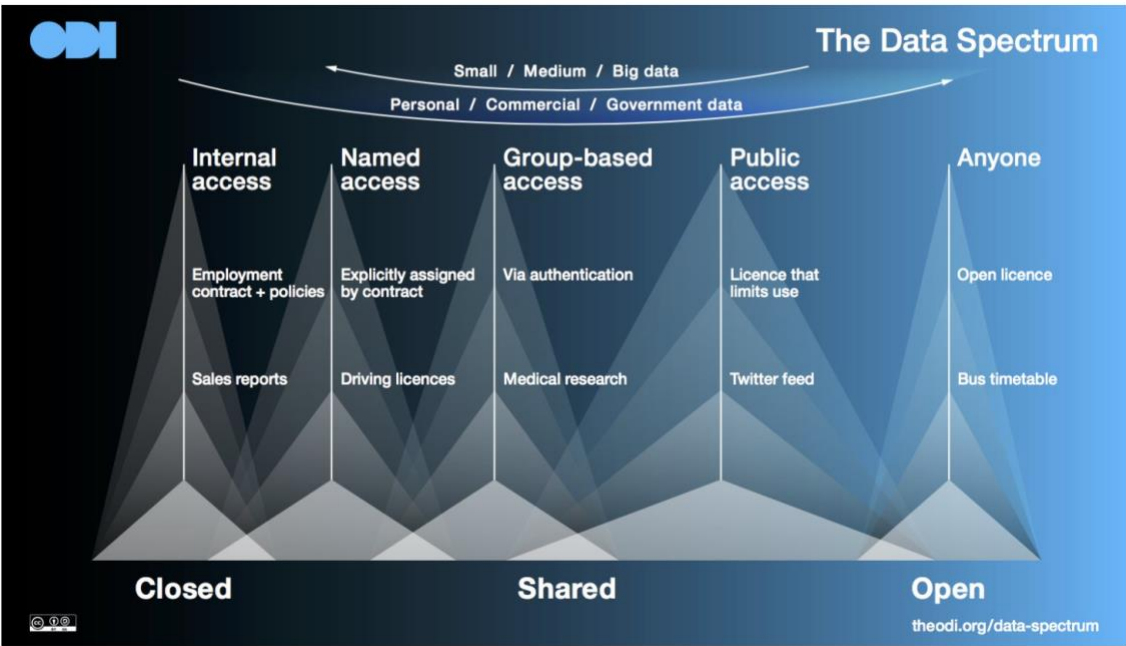 ODI
The Data Spectrum
Small / Medium / Big data
Personal / Commercial / Government data
Internal
access
Named
access
Group-based
access
Public
access
Anyone
Employment
contract + policies
Explicitly assigned
by contract
Via authentication
Licence that
limits use
Open licence
Sales reports
Driving licences
Medical research
Twitter feed
Bus timetable
Closed
Shared
Open
theodi.org/data-spectrum